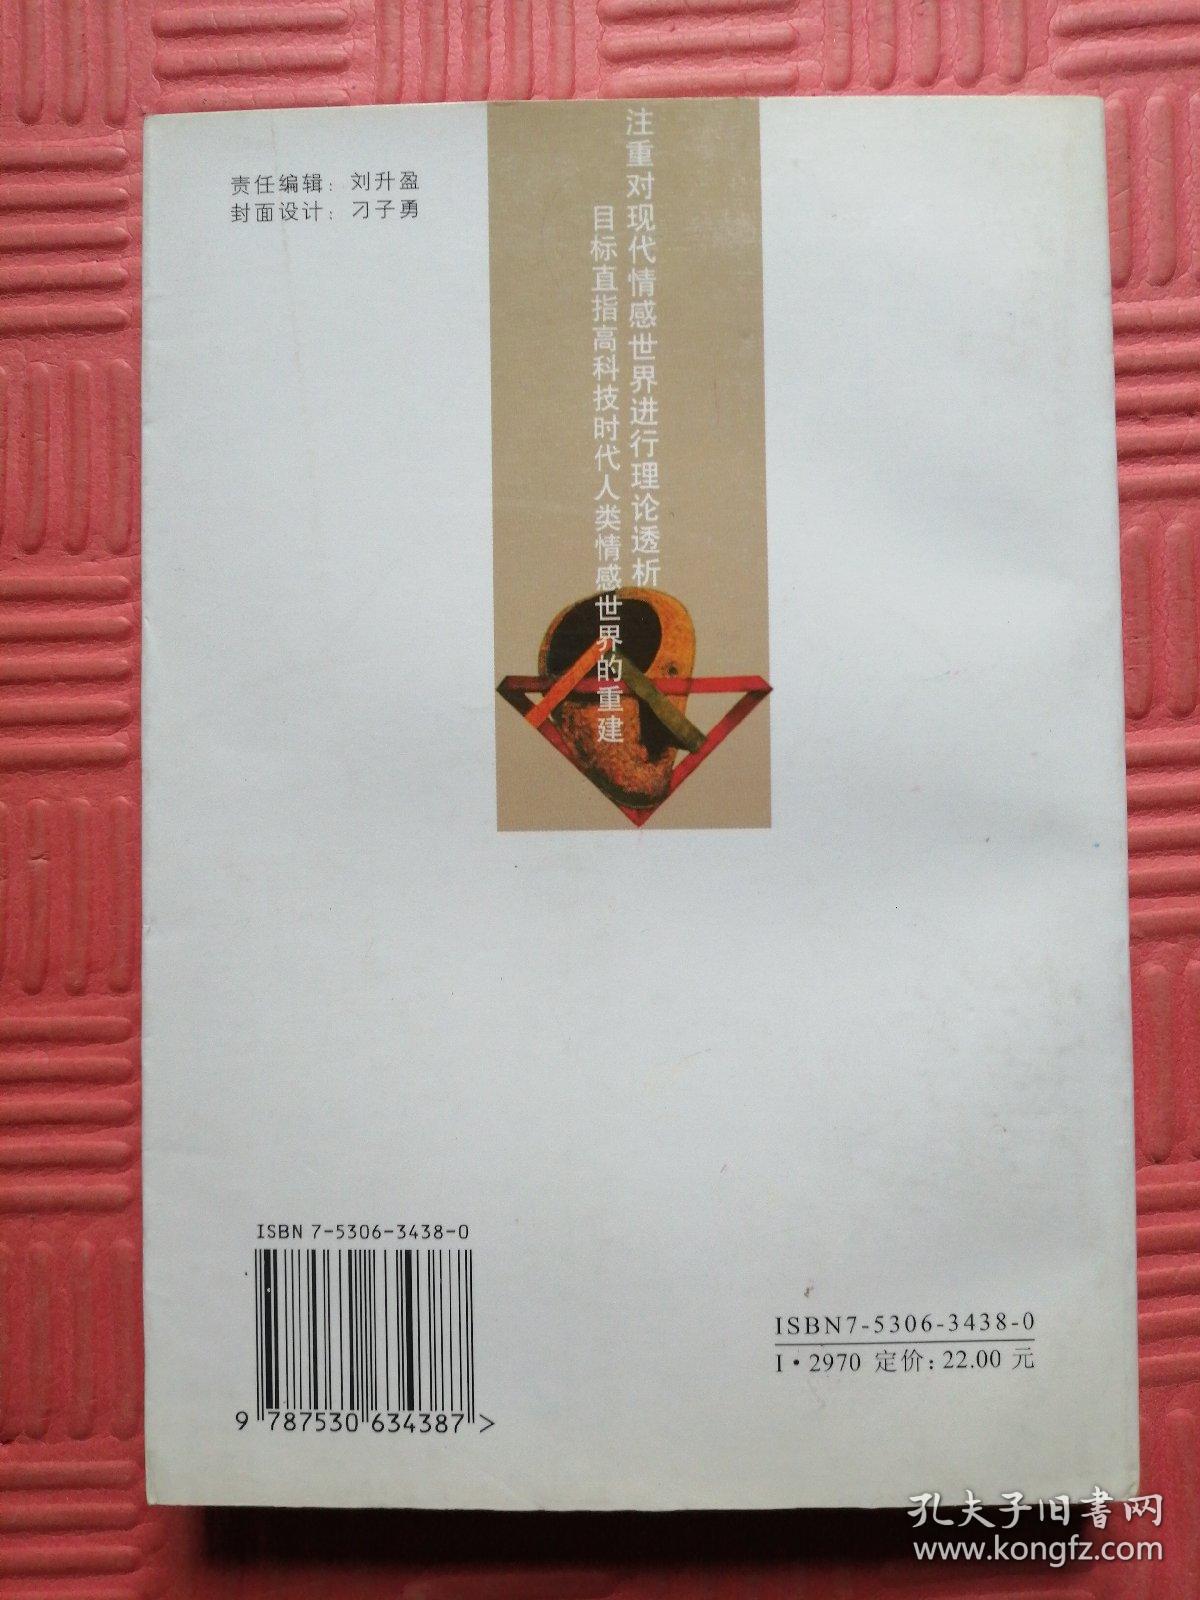 责任编辑：刘升盈
封面设计：刁子勇
注重对现代情感世界进行理论透析
目标直指高科技时代人类情感世界的重建
ISBN 7-5306-3438-0
9 787530 634387 >
ISBN7-5306-3438-0
I·2970 定价：22.00 元
孔夫子旧书网
www.kongfz.com